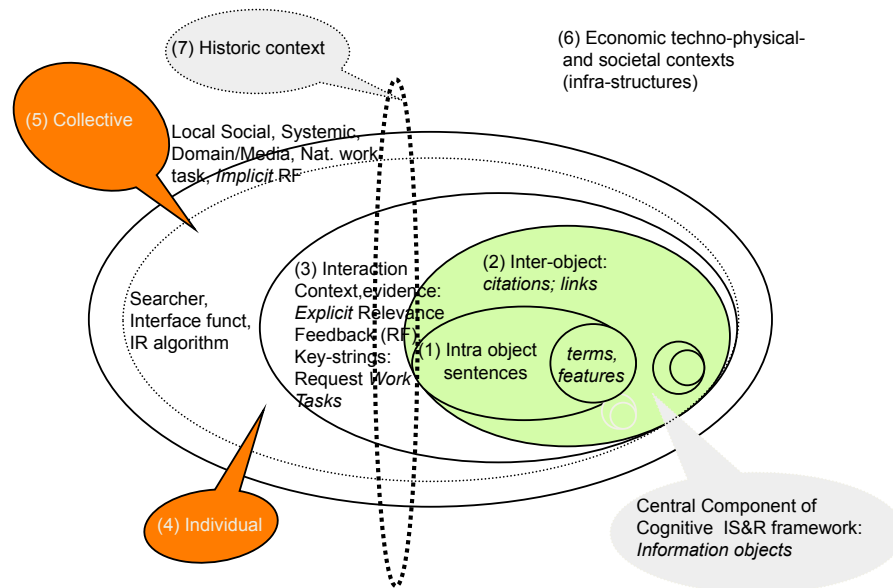 (7) Historic context
(6) Economic techno-physical-
and societal contexts
(infra-structures)
(5) Collective
Local Social, Systemic,
Domain/Media, Nat. work
task, Implicit RF
(2) Inter-object:
citations; links
(3) Interaction
Context,evidence:
Explicit Relevance
Feedback (RF)
Key-strings:
Request Work
Tasks
Searcher,
Interface funct,
IR algorithm
(1) Intra object
sentences
terms,
features
(4) Individual
Central Component of
Cognitive IS&R framework:
Information objects